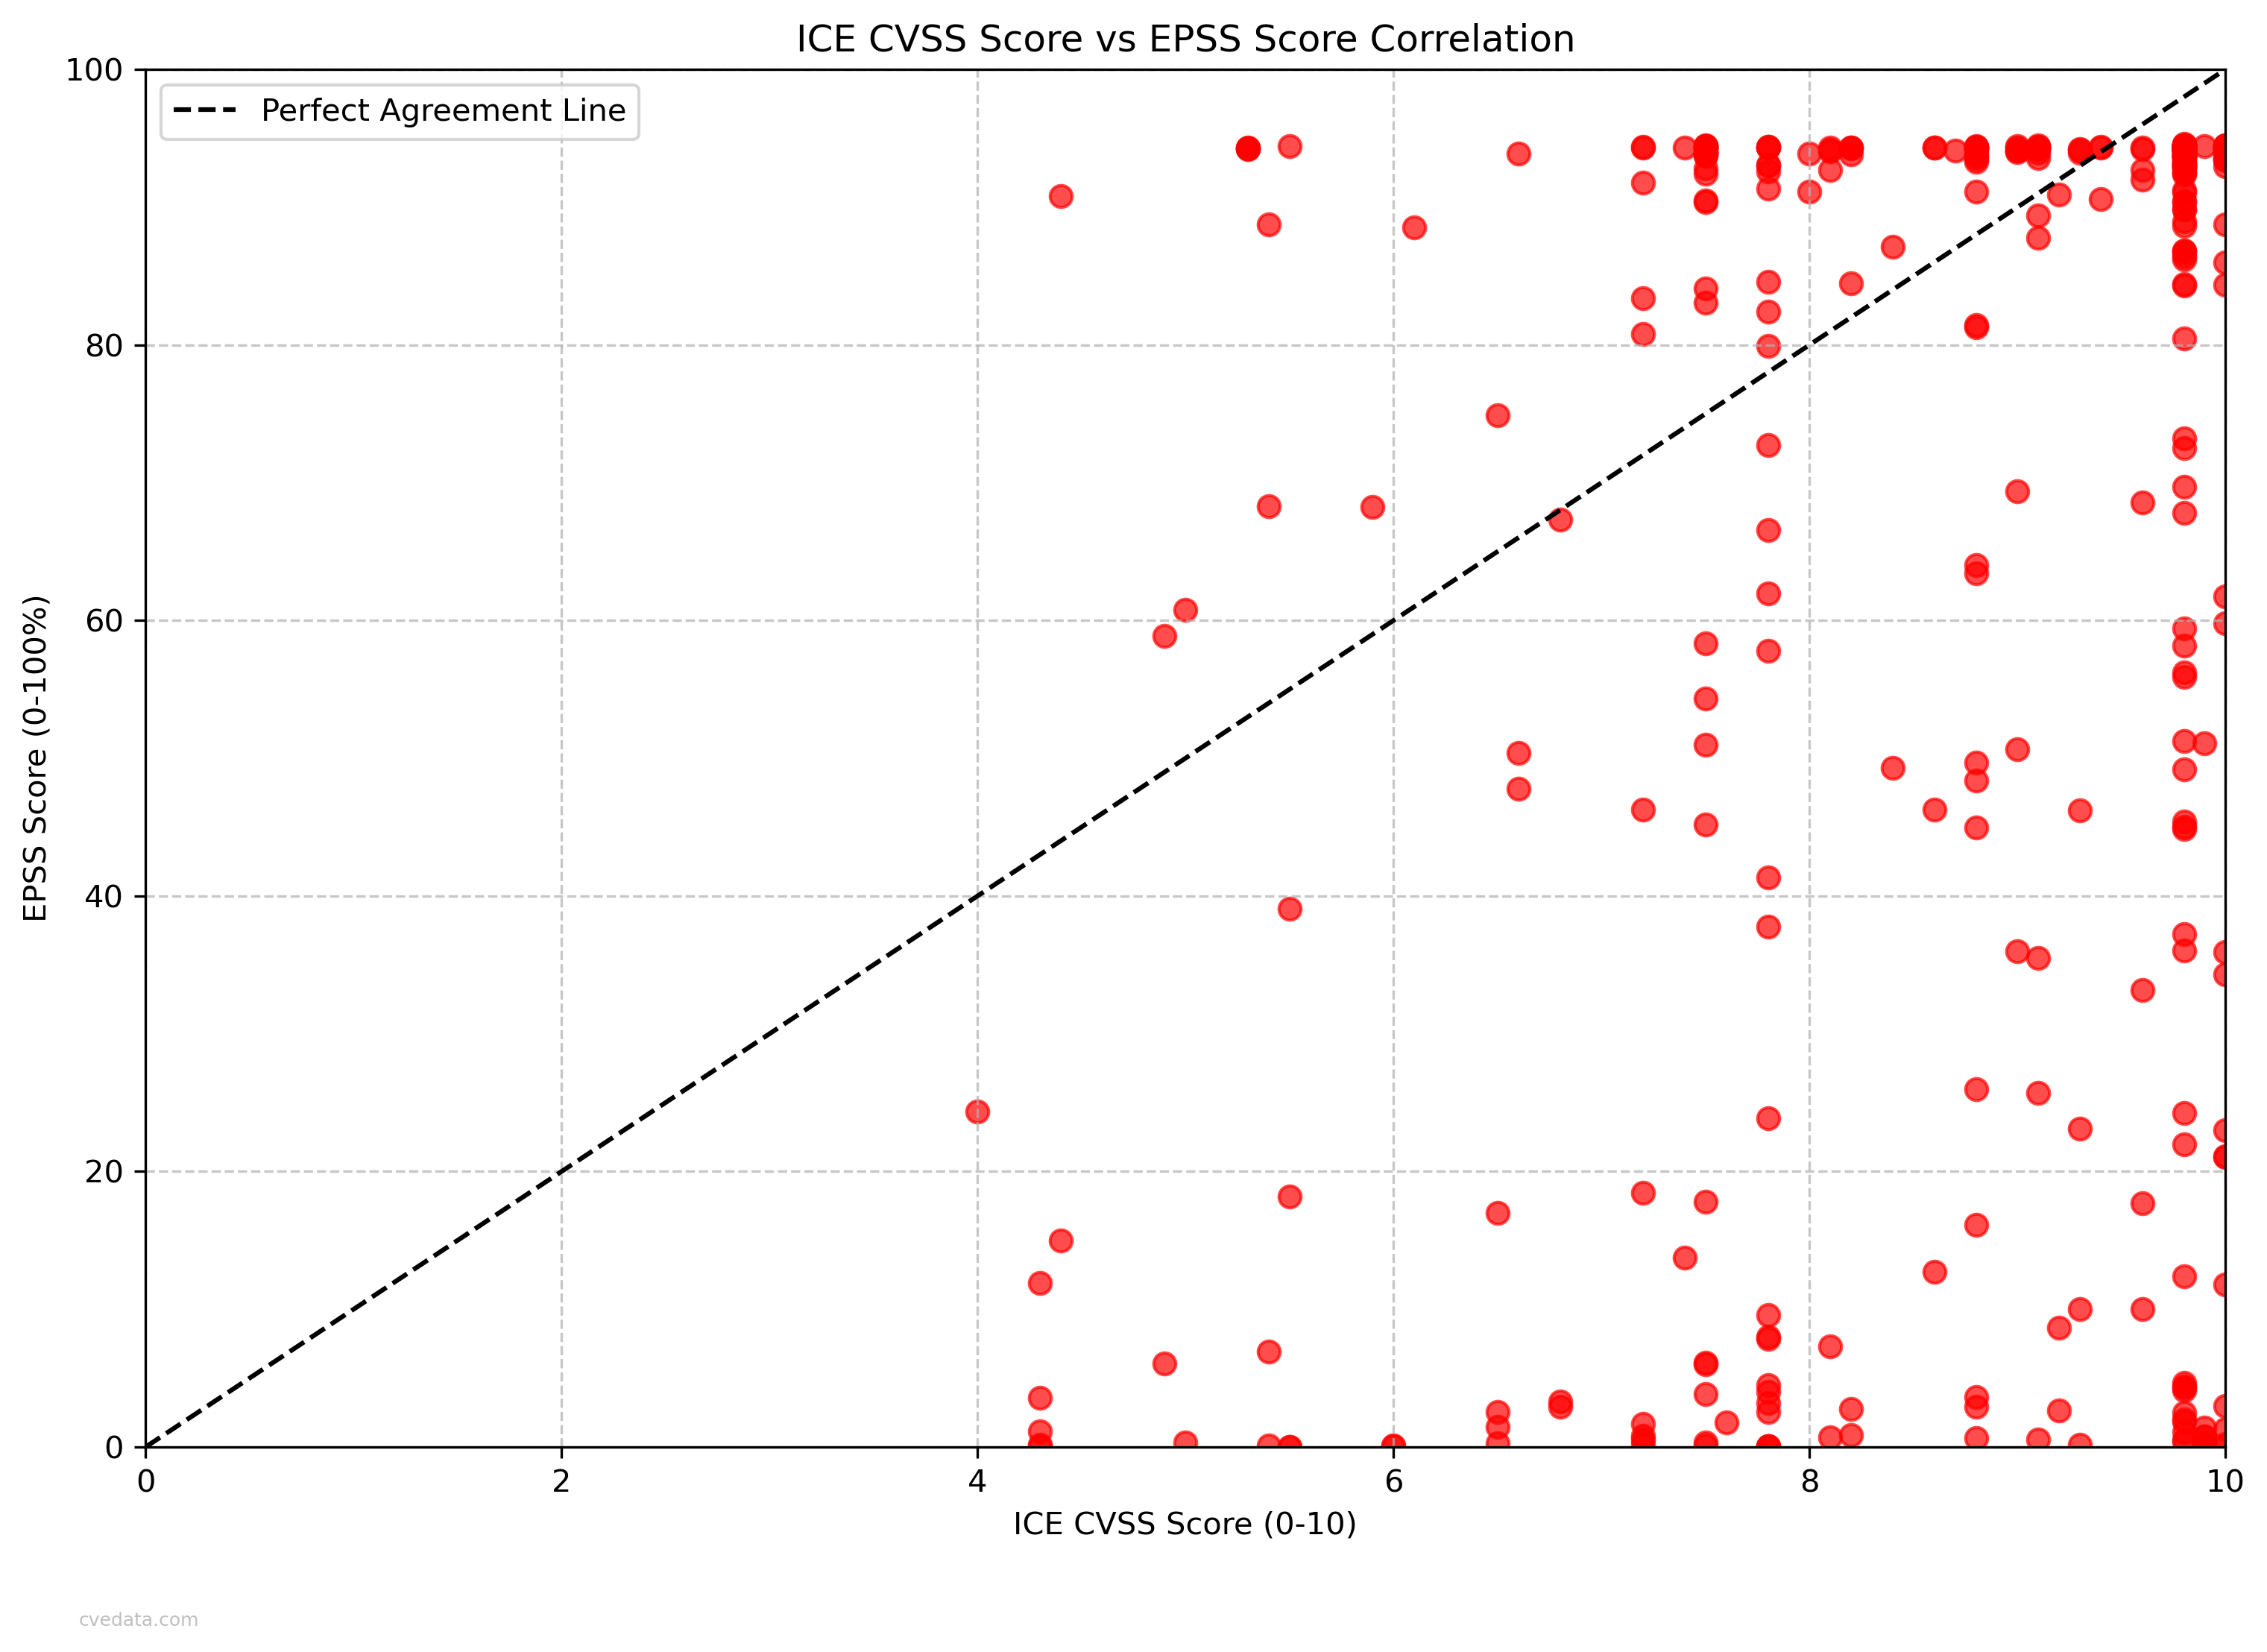 ICE CVSS Score vs EPSS Score Correlation
100
Perfect Agreement Line
80
60
40
20
0
EPSS Score (0-100%)
0 2 4 6 8 10
ICE CVSS Score (0-10)
cvedata.com